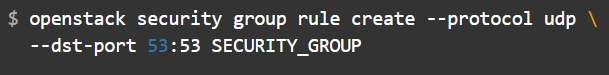 $ openstack security group rule create --protocol udp \
--dst-port 53:53 SECURITY_GROUP